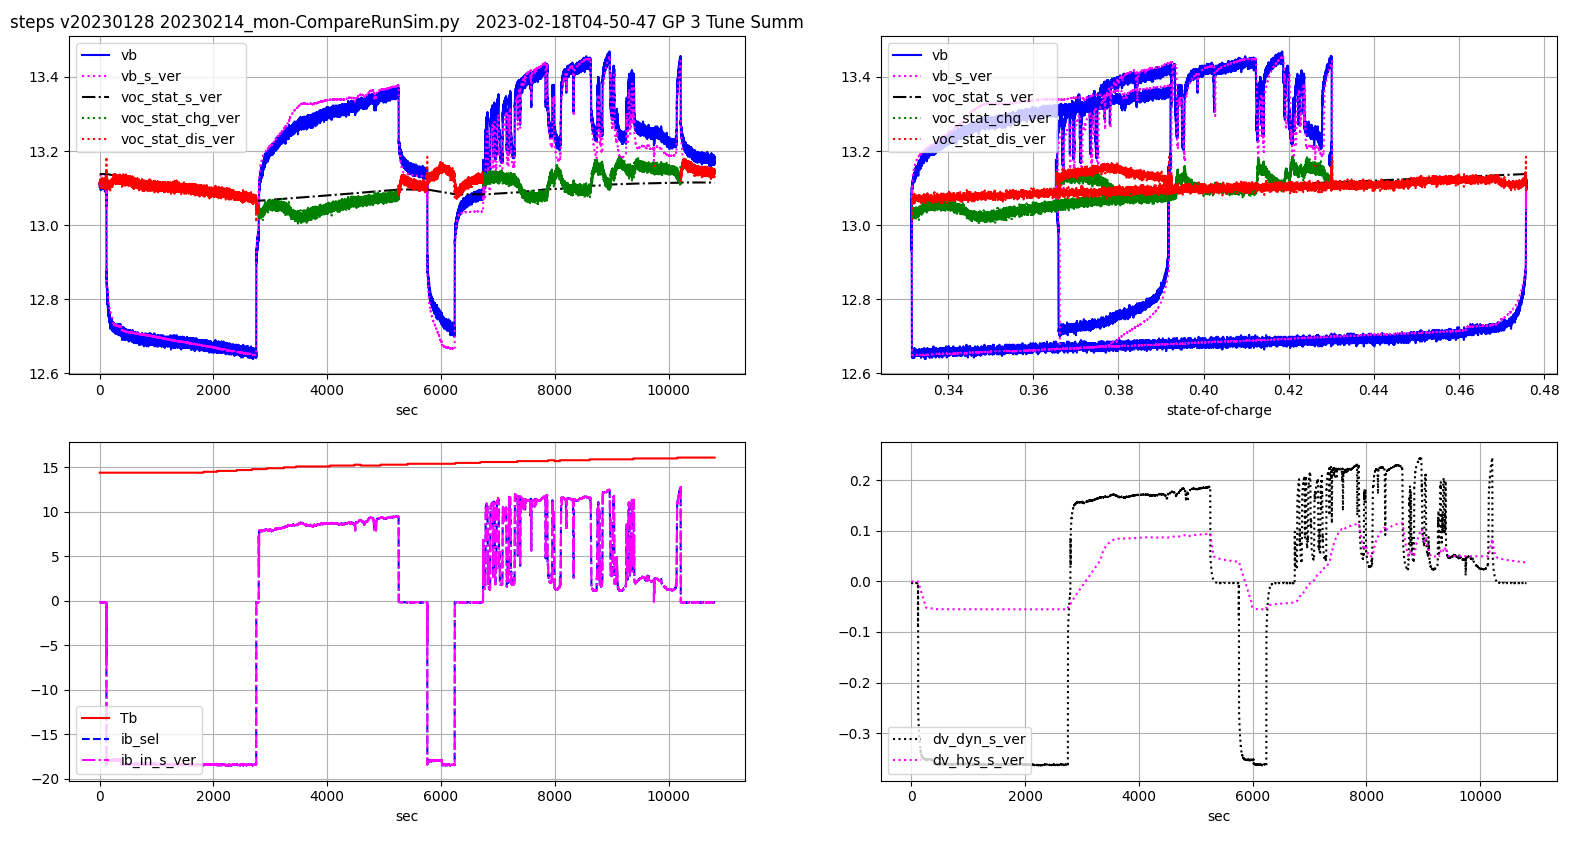 steps v20230128 20230214_mon-CompareRunSim.py   2023-02-18T04-50-47 GP 3 Tune Summ
vb
vb_s_ver
voc_stat_s_ver
voc_stat_chg_ver
voc_stat_dis_ver
13.4
13.2
13.0
12.8
12.6
0 2000 4000 6000 8000 10000
sec
vb
vb_s_ver
voc_stat_s_ver
voc_stat_chg_ver
voc_stat_dis_ver
13.4
13.2
13.0
12.8
12.6
0.34 0.36 0.38 0.40 0.42 0.44 0.46 0.48
state-of-charge
15
10
5
0
−5
−10
−15
−20
Tb
ib_sel
ib_in_s_ver
0 2000 4000 6000 8000 10000
sec
0.2
0.1
0.0
−0.1
−0.2
−0.3
dv_dyn_s_ver
dv_hys_s_ver
0 2000 4000 6000 8000 10000
sec